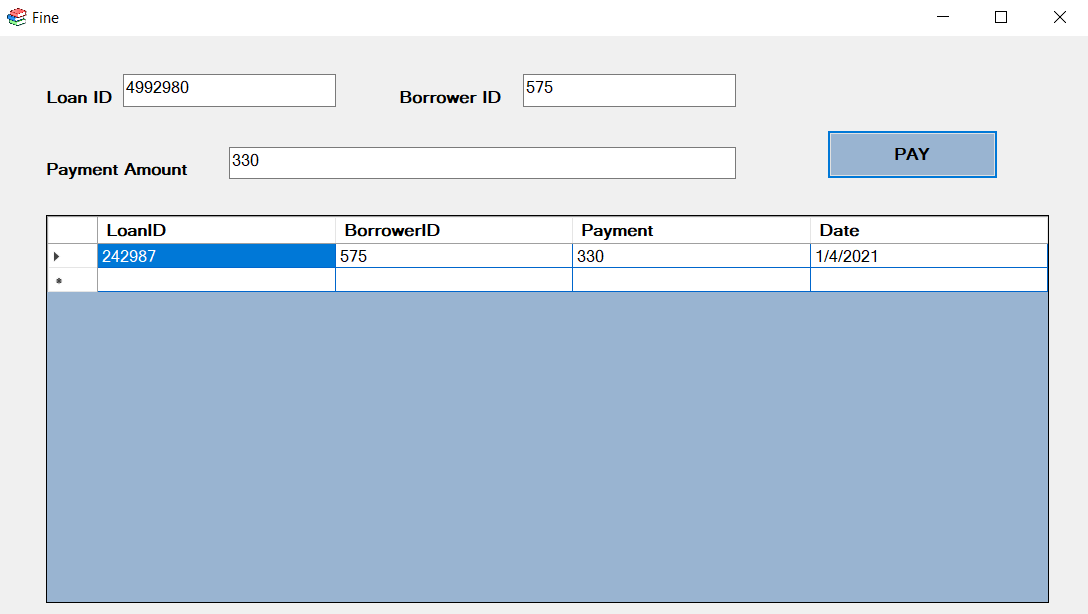 Fine
Loan ID 4992980 Borrower ID 575
Payment Amount 330 PAY
LoanID BorrowerID Payment Date
242987 575 330 1/4/2021